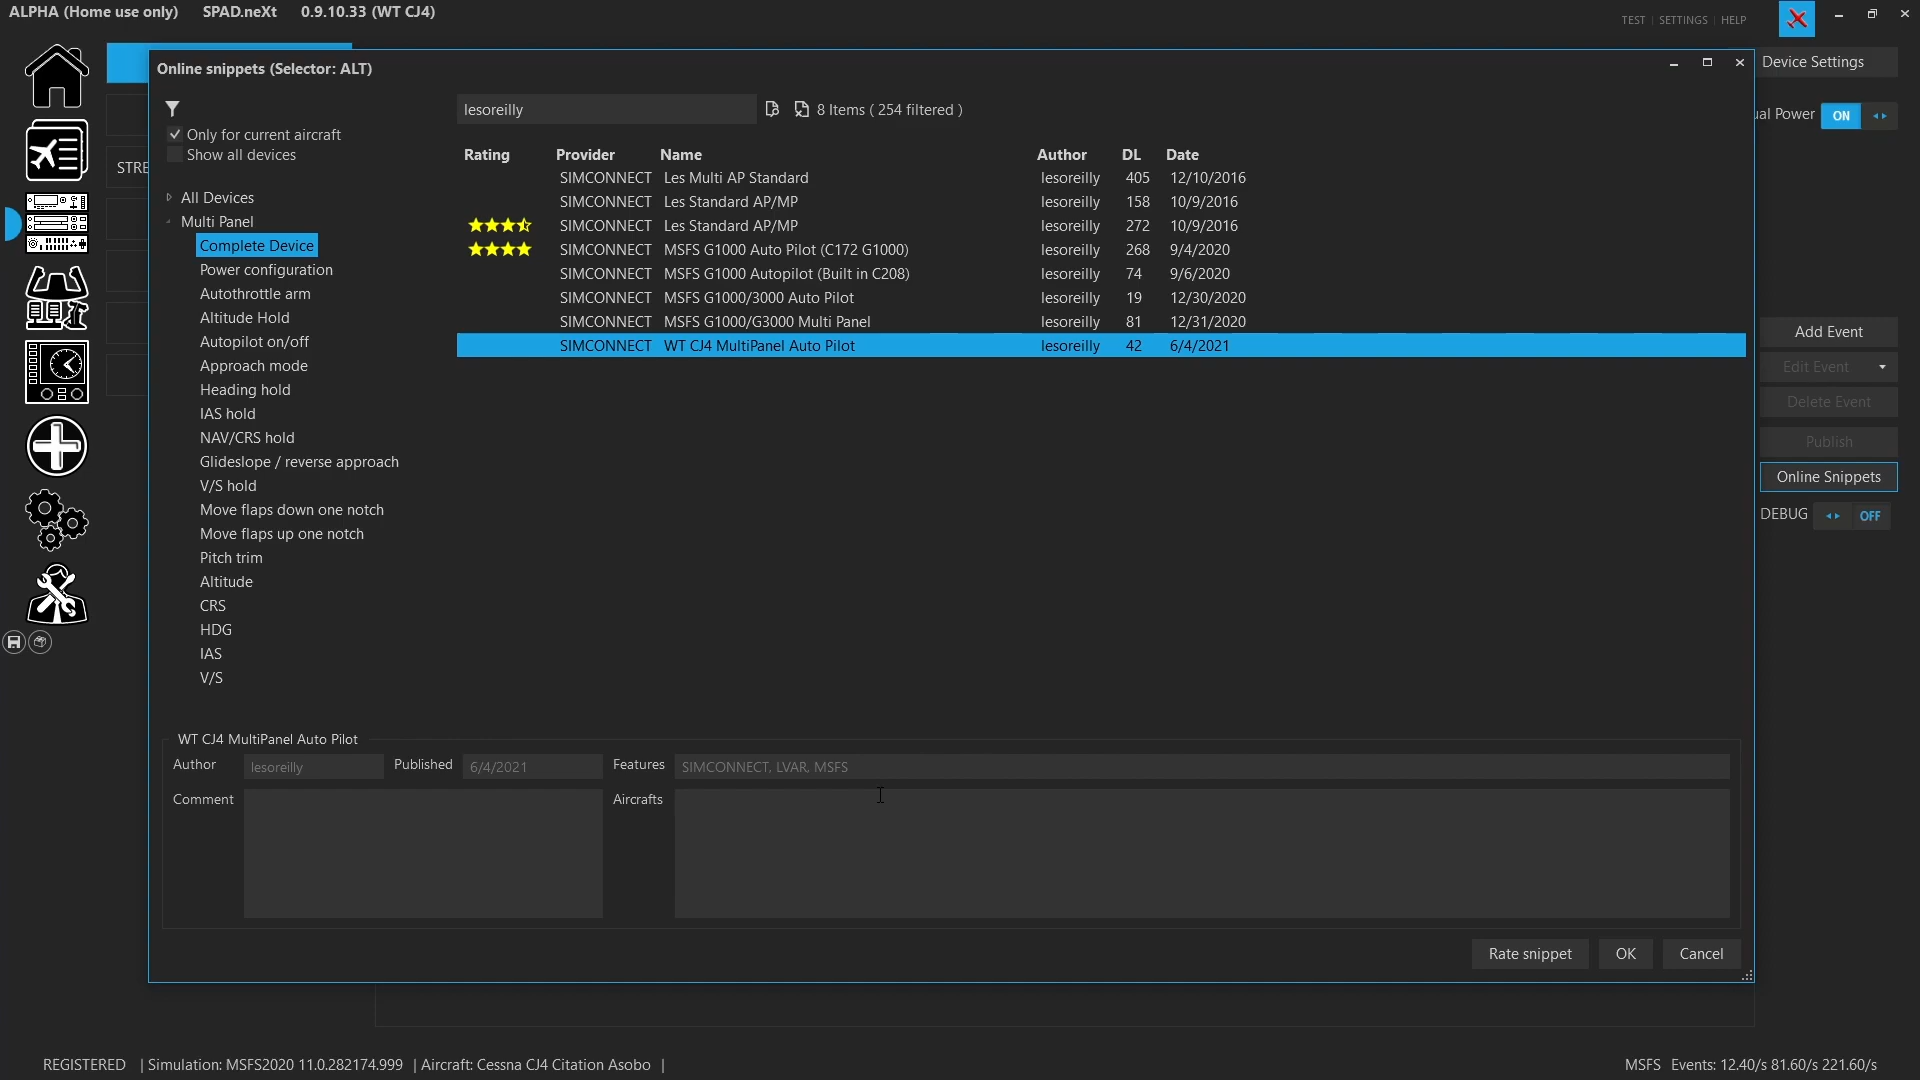 ALPHA (Home use only) SPAD.neXt 0.9.10.33 (WT CJ4)
TEST | SETTINGS | HELP
Online snippets (Selector: ALT)
Device Settings
lesoreilly 8 Items ( 254 filtered )
ual Power ON
Only for current aircraft
Show all devices
STRE
Rating Provider Name Author DL Date
SIMCONNECT Les Multi AP Standard lesoreilly 405 12/10/2016
SIMCONNECT Les Standard AP/MP lesoreilly 158 10/9/2016
SIMCONNECT Les Standard AP/MP lesoreilly 272 10/9/2016
SIMCONNECT MSFS G1000 Auto Pilot (C172 G1000) lesoreilly 268 9/4/2020
SIMCONNECT MSFS G1000 Autopilot (Built in C208) lesoreilly 74 9/6/2020
SIMCONNECT MSFS G1000/3000 Auto Pilot lesoreilly 19 12/30/2020
SIMCONNECT MSFS G1000/G3000 Multi Panel lesoreilly 81 12/31/2020
SIMCONNECT WT CJ4 MultiPanel Auto Pilot lesoreilly 42 6/4/2021
All Devices
Multi Panel
Complete Device
Power configuration
Autothrottle arm
Altitude Hold
Autopilot on/off
Approach mode
Heading hold
IAS hold
NAV/CRS hold
Glideslope / reverse approach
V/S hold
Move flaps down one notch
Move flaps up one notch
Pitch trim
Altitude
CRS
HDG
IAS
V/S
Add Event
Edit Event
Delete Event
Publish
Online Snippets
DEBUG OFF
WT CJ4 MultiPanel Auto Pilot
Author lesoreilly Published 6/4/2021 Features SIMCONNECT, LVAR, MSFS
Comment Aircrafts
Rate snippet OK Cancel
REGISTERED | Simulation: MSFS2020 11.0.282174.999 | Aircraft: Cessna CJ4 Citation Asobo |
MSFS Events: 12.40/s 81.60/s 221.60/s